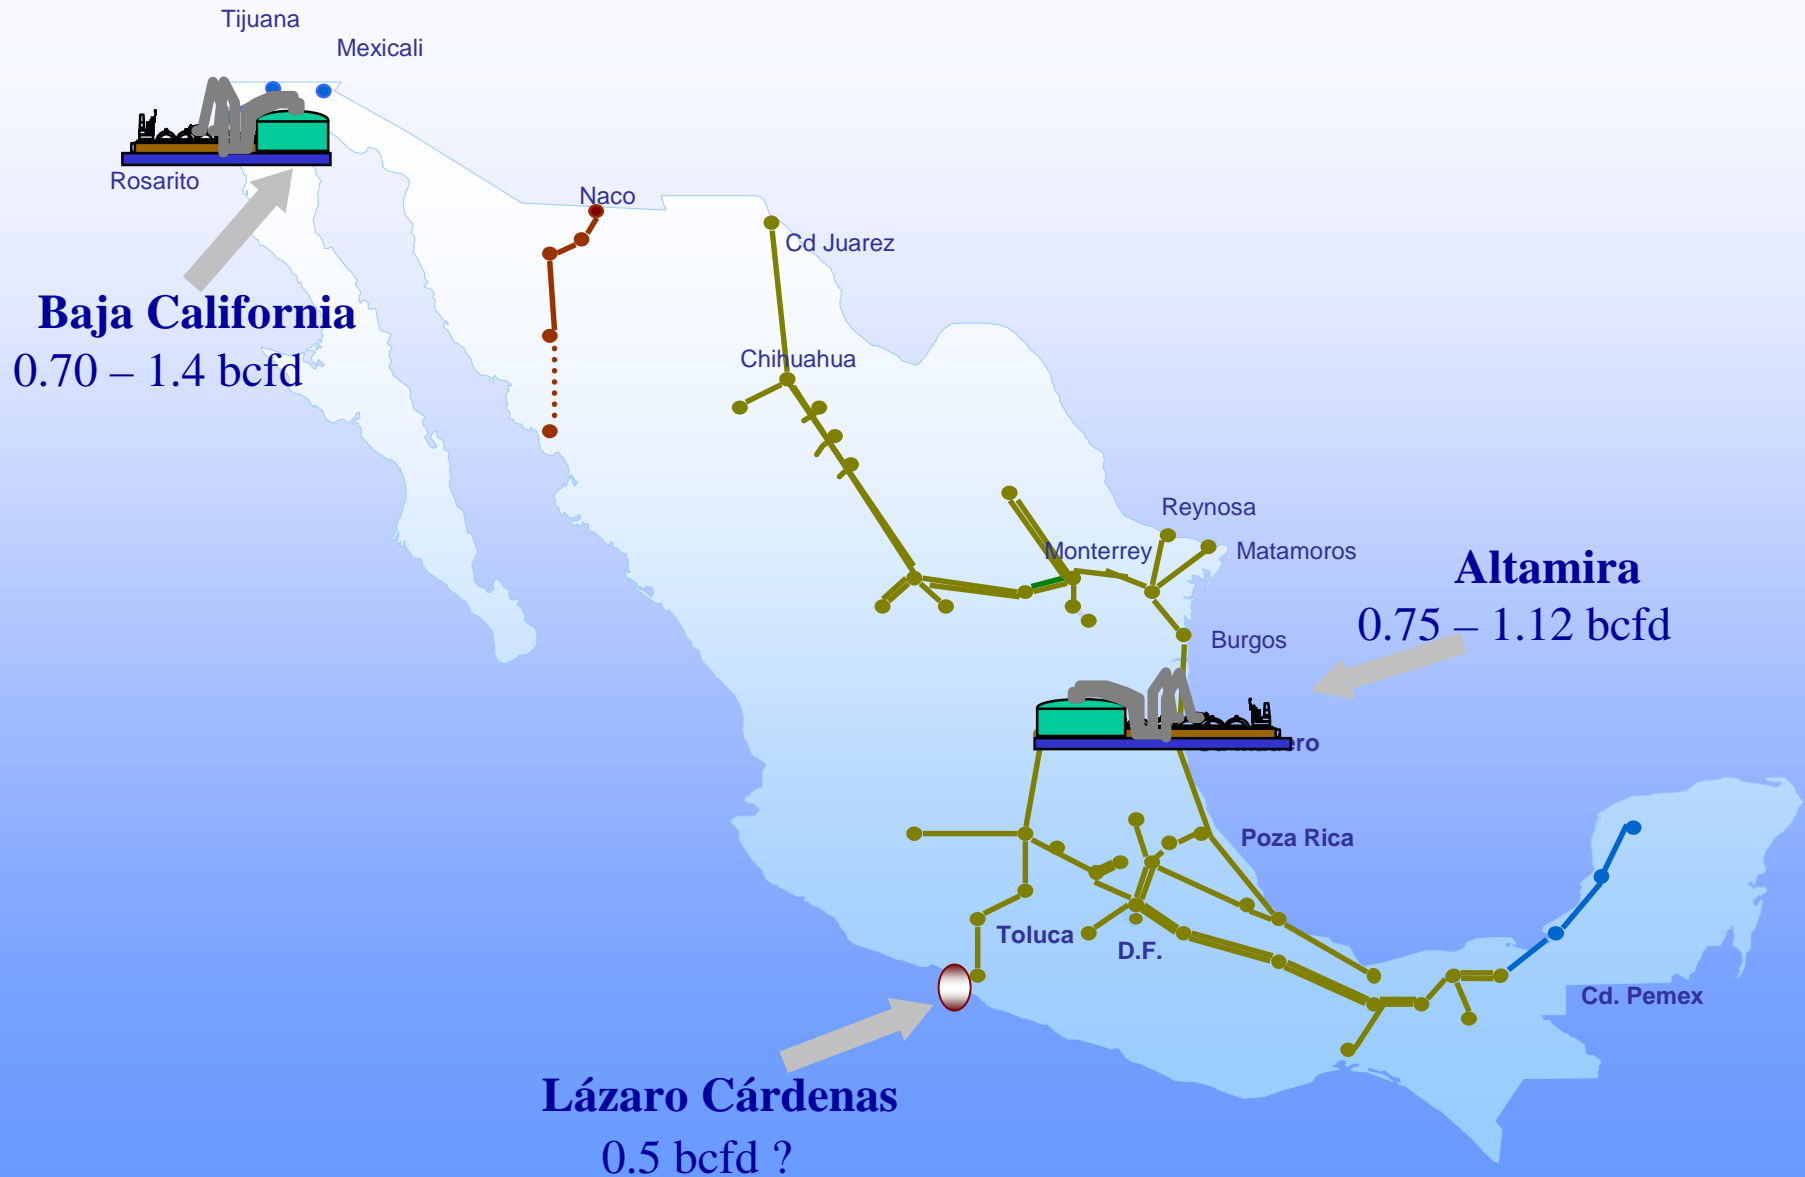 Tijuana
Mexicali
Rosarito
Naco
Cd Juarez
Baja California
0.70 – 1.4 bcfd
Chihuahua
Reynosa
Monterrey
Matamoros
Altamira
0.75 – 1.12 bcfd
Burgos
Poza Rica
Toluca
D.F.
Cd. Pemex
Lázaro Cárdenas
0.5 bcfd ?